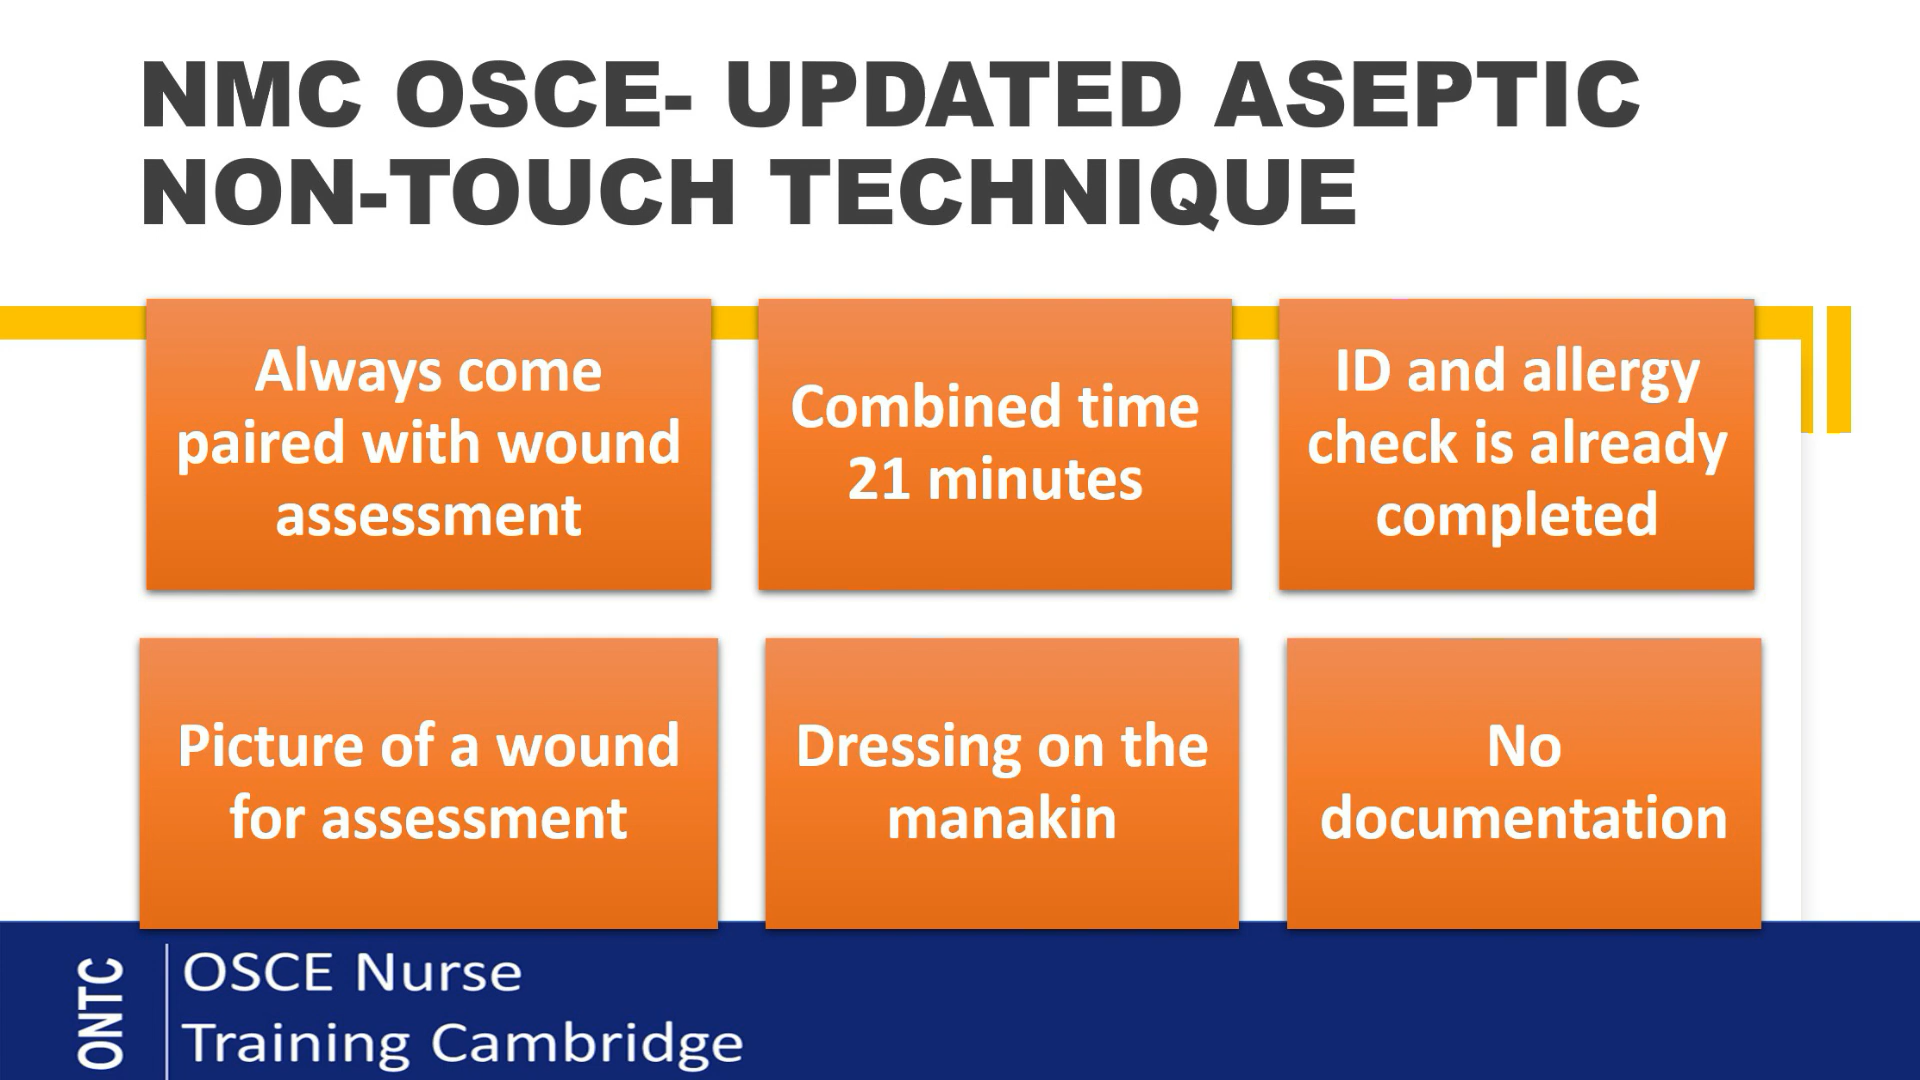 NMC OSCE- UPDATED ASEPTIC
NON-TOUCH TECHNIQUE
Always come
paired with wound
assessment
Combined time
21 minutes
ID and allergy
check is already
completed
Picture of a wound
for assessment
Dressing on the
manakin
No
documentation
ONTC
OSCE Nurse
Training Cambridge